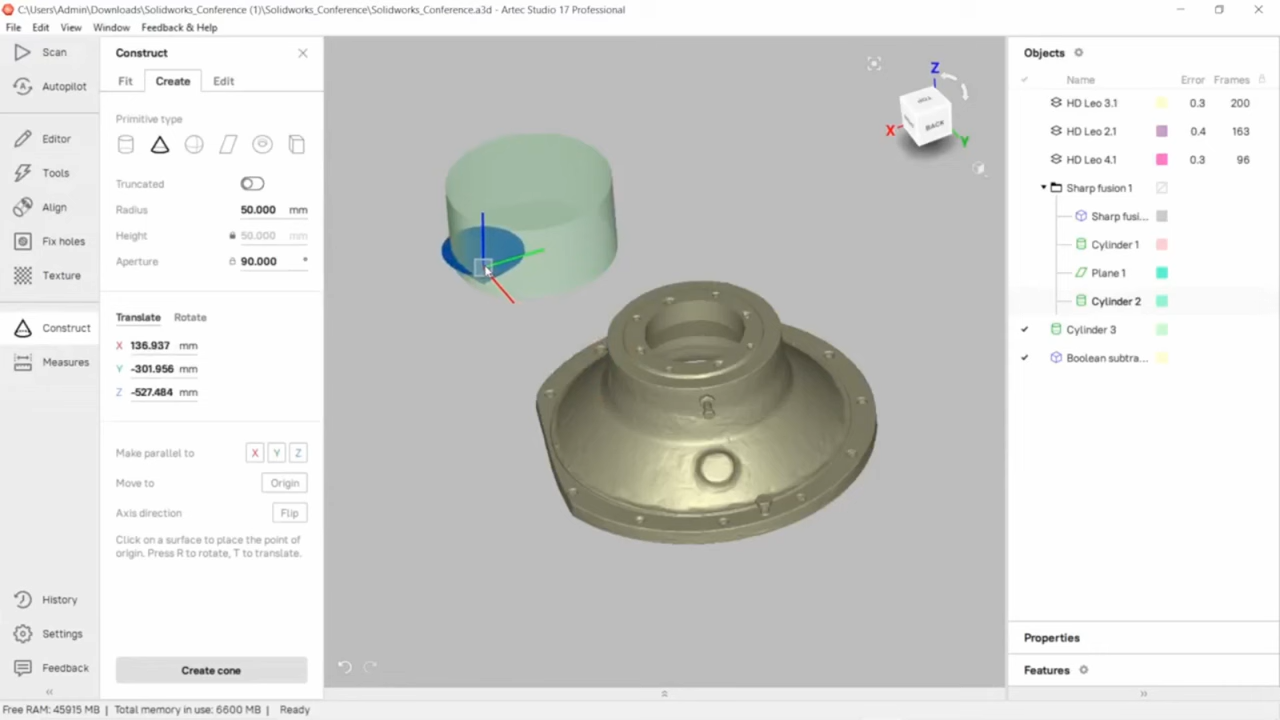 C:\Users\Admin\Downloads\Solidworks_Conference (1)\Solidworks_Conference\Solidworks_Conference.a3d - Artec Studio 17 Professional
File Edit View Window Feedback & Help
Scan
Autopilot
Editor
Tools
Align
Fix holes
Texture
Construct
Measures
History
Settings
Feedback
Construct
Fit Create Edit
Primitive type
Truncated
Radius 50.000 mm
Height 50.000 mm
Aperture 90.000 °
Translate Rotate
X 136.937 mm
Y -301.956 mm
Z -527.484 mm
Make parallel to X Y Z
Move to Origin
Axis direction Flip
Click on a surface to place the point of
origin. Press R to rotate, T to translate.
Create cone
Z
X
Y
BACK
Objects
Name Error Frames
HD Leo 3.1 0.3 200
HD Leo 2.1 0.4 163
HD Leo 4.1 0.3 96
Sharp fusion 1
Sharp fusi...
Cylinder 1
Plane 1
Cylinder 2
Cylinder 3
Boolean subtra...
Properties
Features
Free RAM: 45915 MB | Total memory in use: 6600 MB | Ready